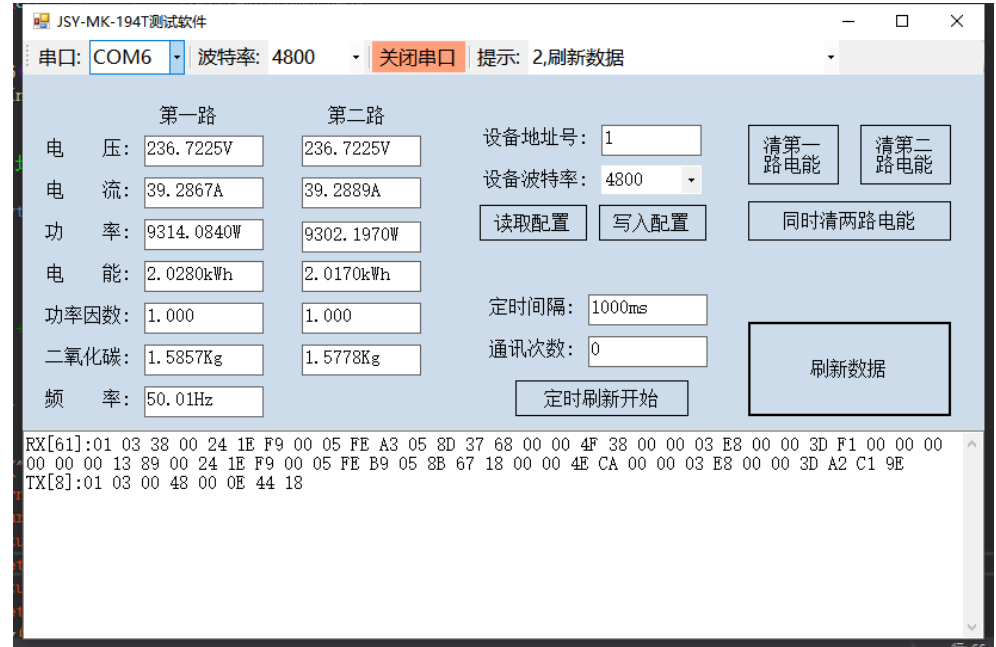 JSY-MK-194T测试软件
串口: COM6 波特率: 4800 关闭串口 提示: 2,刷新数据
第一路 第二路
电 压: 236.7225V 236.7225V
电 流: 39.2867A 39.2889A
功 率: 9314.0840W 9302.1970W
电 能: 2.0280kWh 2.0170kWh
功率因数: 1.000 1.000
二氧化碳: 1.5857Kg 1.5778Kg
频 率: 50.01Hz
设备地址号: 1
设备波特率: 4800
读取配置 写入配置
定时间隔: 1000ms
通讯次数: 0
定时刷新开始
清第一
路电能
清第二
路电能
同时清两路电能
刷新数据
RX[61]:01 03 38 00 24 1E F9 00 05 FE A3 05 8D 37 68 00 00 4F 38 00 00 03 E8 00 00 3D F1 00 00 00
00 00 00 13 89 00 24 1E F9 00 05 FE B9 05 8B 67 18 00 00 4E CA 00 00 03 E8 00 00 3D A2 C1 9E
TX[8]:01 03 00 48 00 0E 44 18